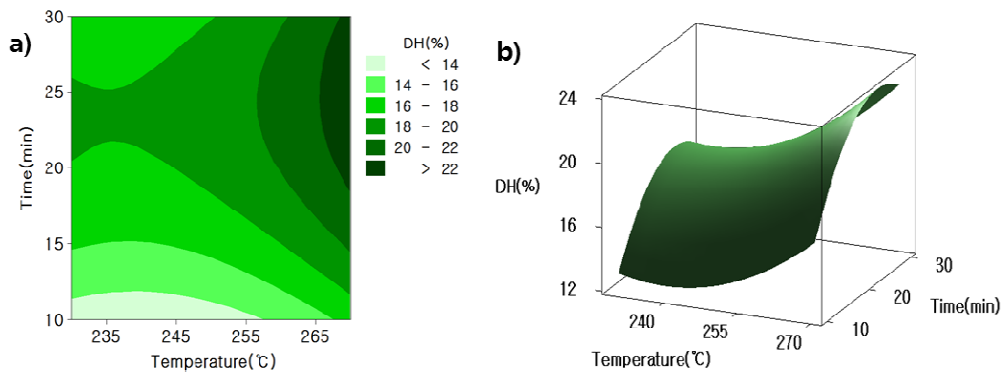 a)
30
25
20
15
10
Time(min)
235
245
255
265
Temperature(℃)
DH(%)
< 14
14 - 16
16 - 18
18 - 20
20 - 22
> 22
b)
24
20
16
12
DH(%)
240
255
270
Temperature(℃)
10
20
30
Time(min)